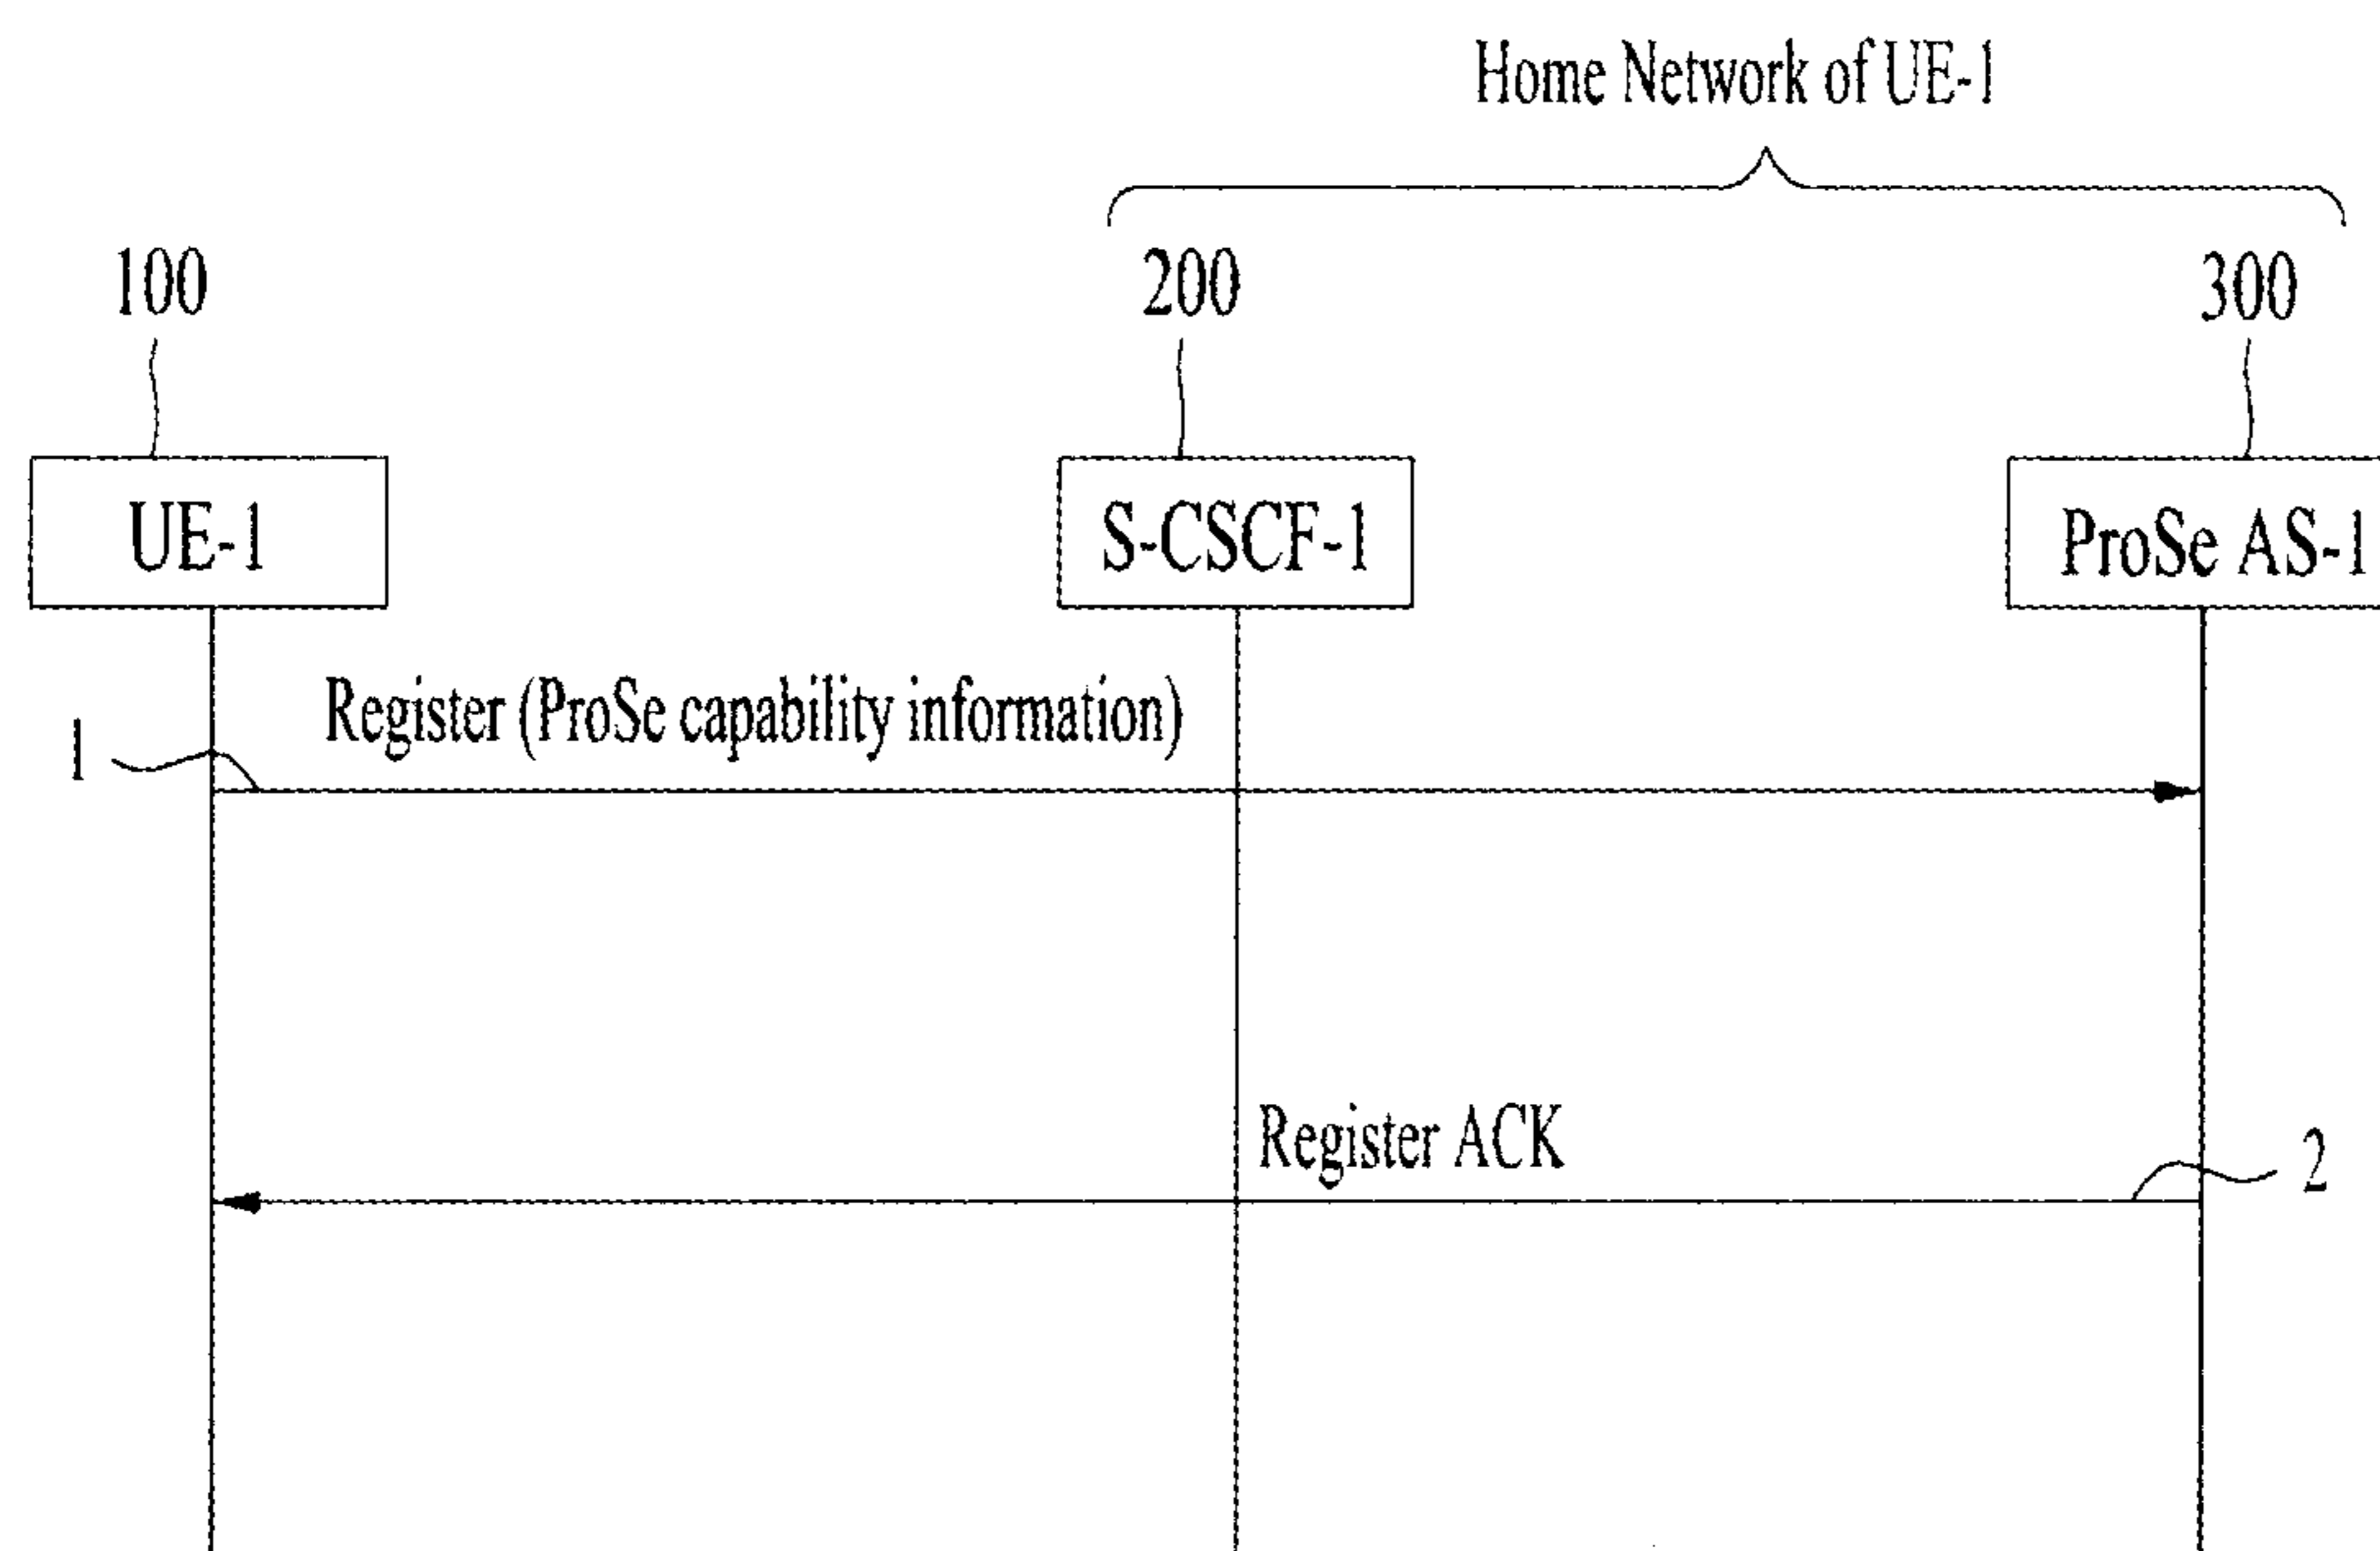 Home Network of UE-1
100
200
300
UE-1
S-CSCF-1
ProSe AS-1
Register (ProSe capability information)
1
Register ACK
2